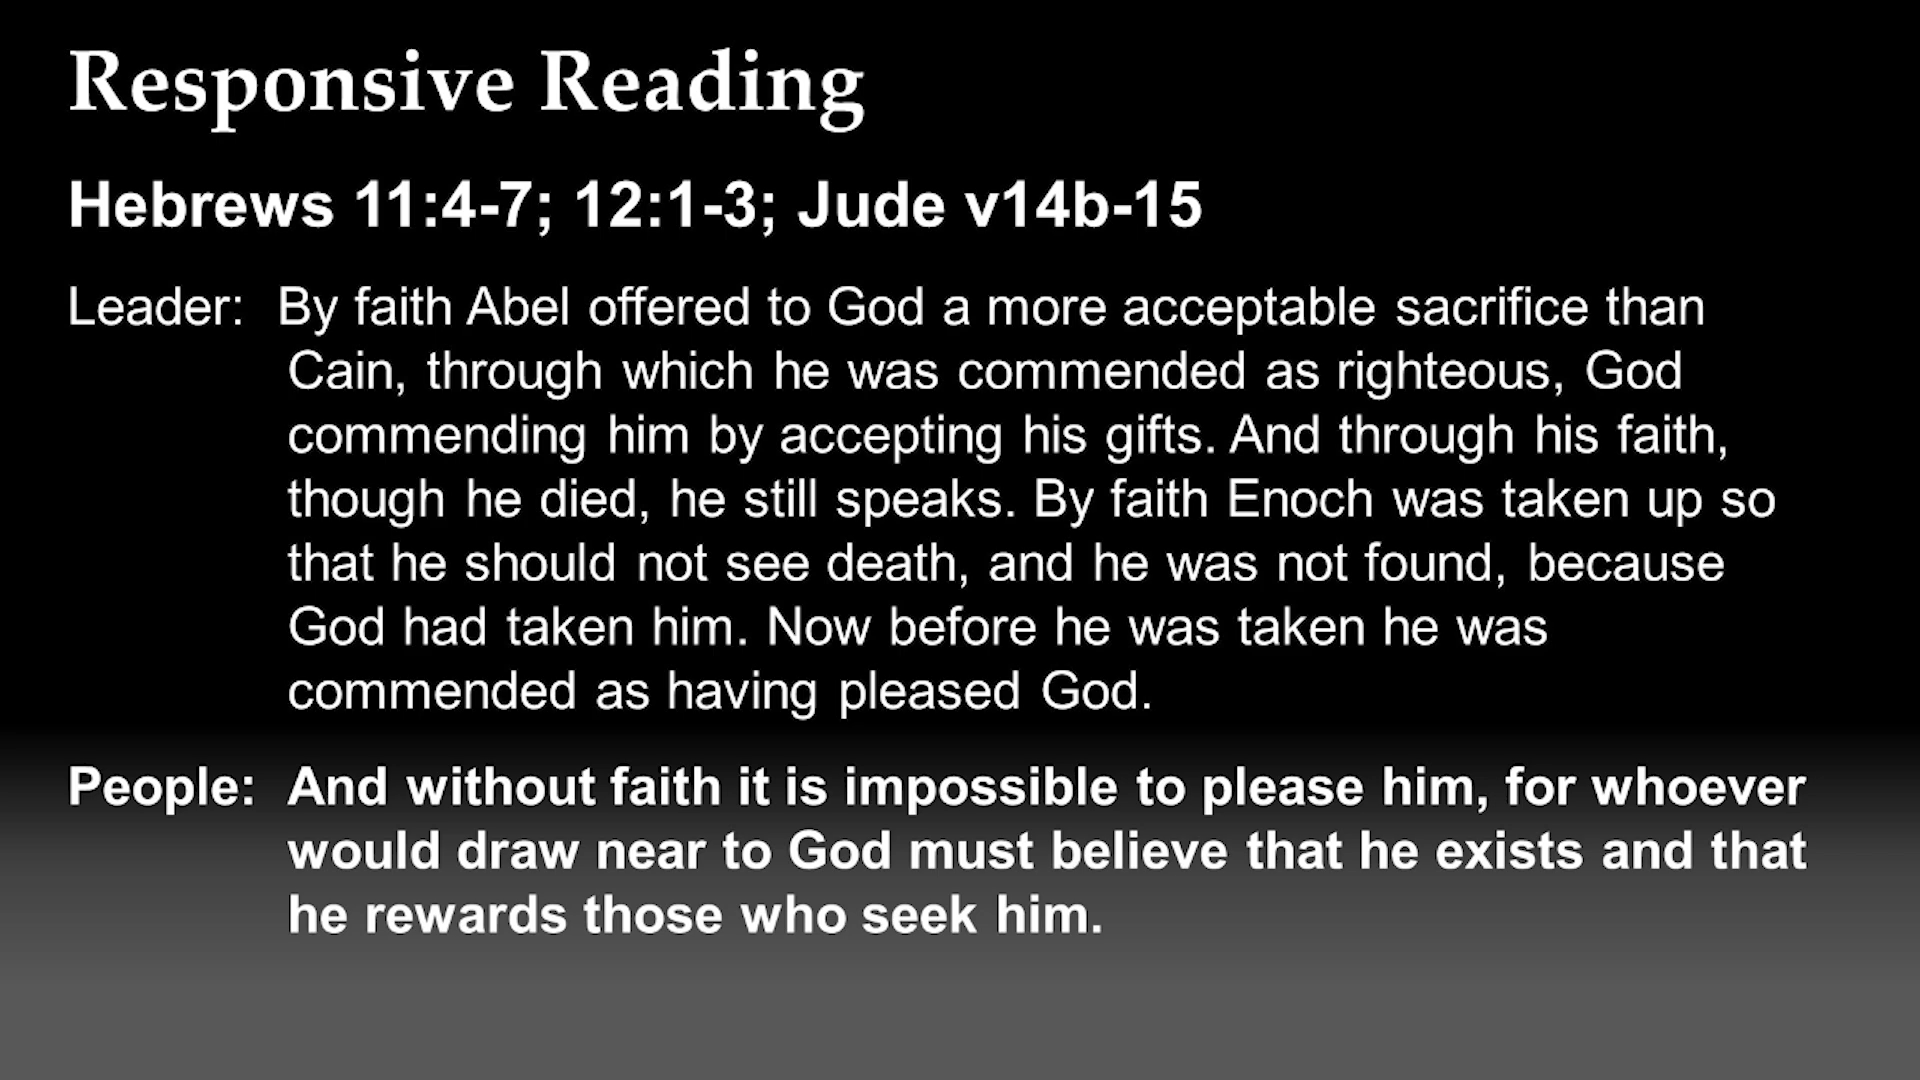 Responsive Reading
Hebrews 11:4-7; 12:1-3; Jude v14b-15
Leader: By faith Abel offered to God a more acceptable sacrifice than
Cain, through which he was commended as righteous, God
commending him by accepting his gifts. And through his faith,
though he died, he still speaks. By faith Enoch was taken up so
that he should not see death, and he was not found, because
God had taken him. Now before he was taken he was
commended as having pleased God.
People: And without faith it is impossible to please him, for whoever
would draw near to God must believe that he exists and that
he rewards those who seek him.